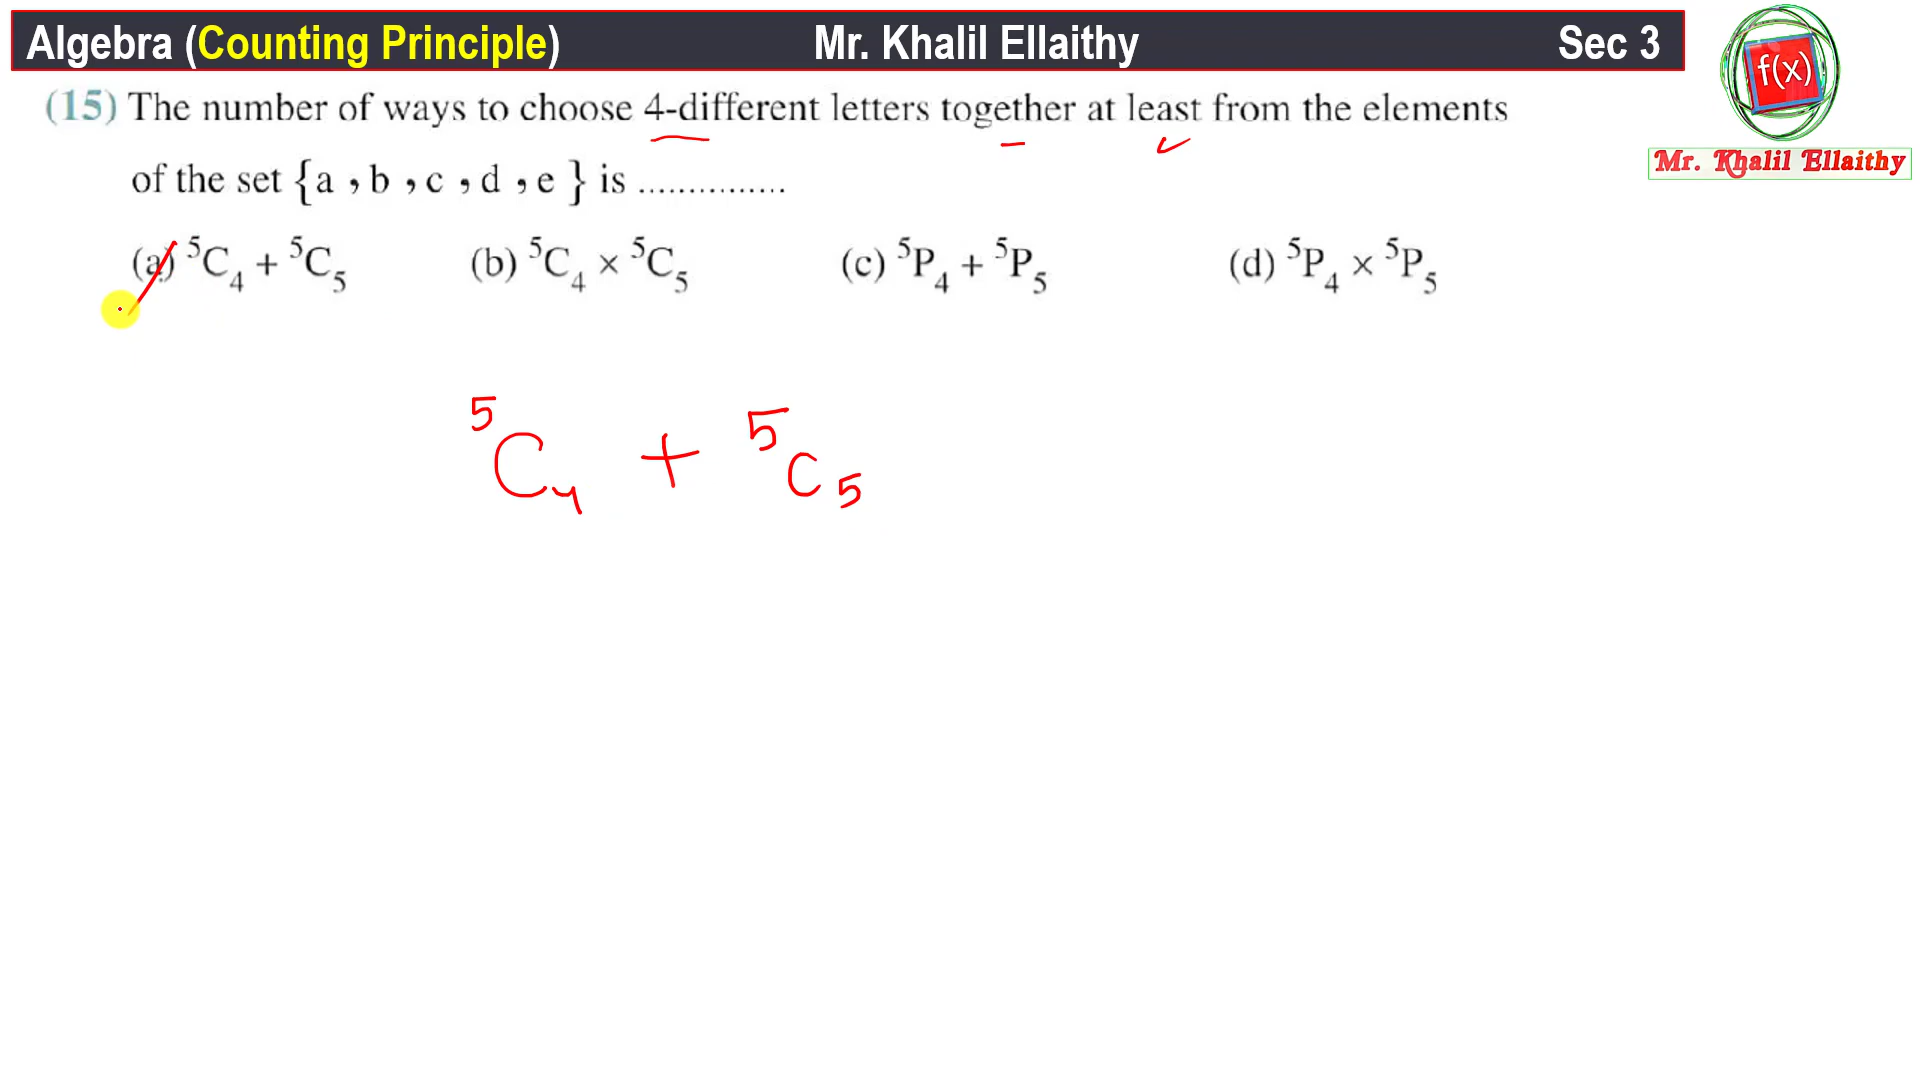 Algebra (Counting Principle) Mr. Khalil Ellaithy Sec 3
f(x)
Mr. Khalil Ellaithy
(15) The number of ways to choose 4-different letters together at least from the elements
of the set {a , b , c , d , e } is ...............
(a) ⁵C₄ + ⁵C₅ (b) ⁵C₄ × ⁵C₅ (c) ⁵P₄ + ⁵P₅ (d) ⁵P₄ × ⁵P₅
⁵C₄ + ⁵C₅